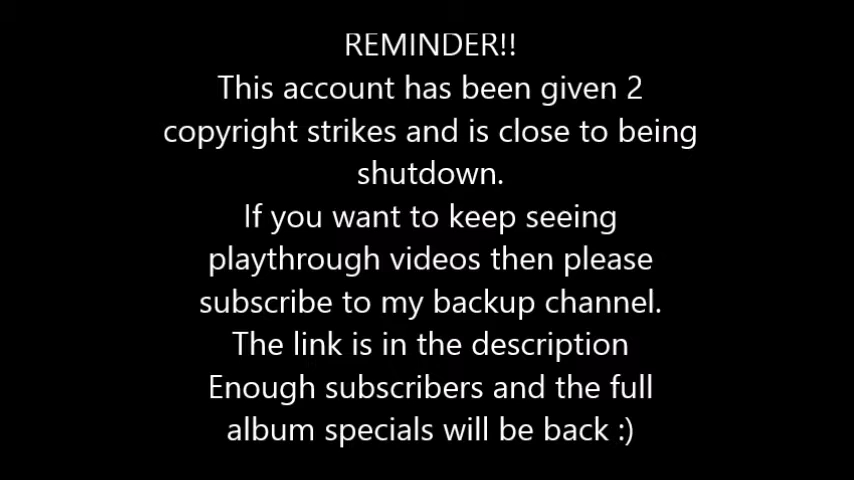 REMINDER!!
This account has been given 2
copyright strikes and is close to being
shutdown.
If you want to keep seeing
playthrough videos then please
subscribe to my backup channel.
The link is in the description
Enough subscribers and the full
album specials will be back :)